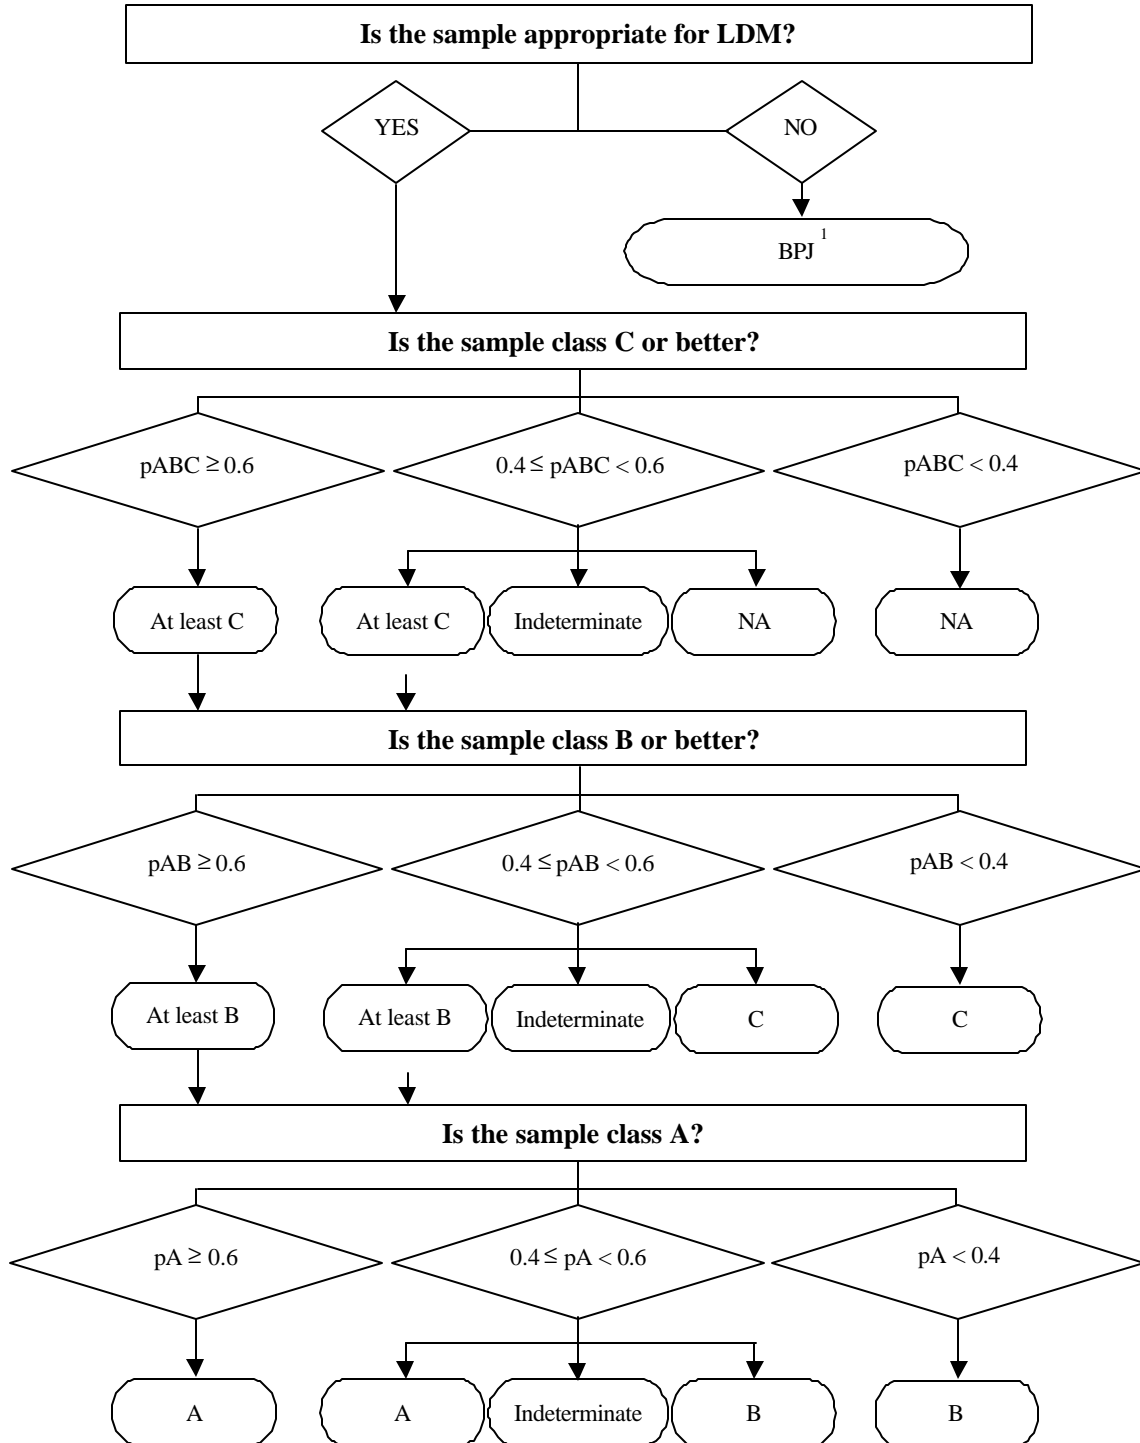 Is the sample appropriate for LDM?
YES
NO
BPJ 1
Is the sample class C or better?
pABC ≥ 0.6
0.4 ≤ pABC < 0.6
pABC < 0.4
At least C
At least C
Indeterminate
NA
NA
Is the sample class B or better?
pAB ≥ 0.6
0.4 ≤ pAB < 0.6
pAB < 0.4
At least B
At least B
Indeterminate
C
C
Is the sample class A?
pA ≥ 0.6
0.4 ≤ pA < 0.6
pA < 0.4
A
A
Indeterminate
B
B